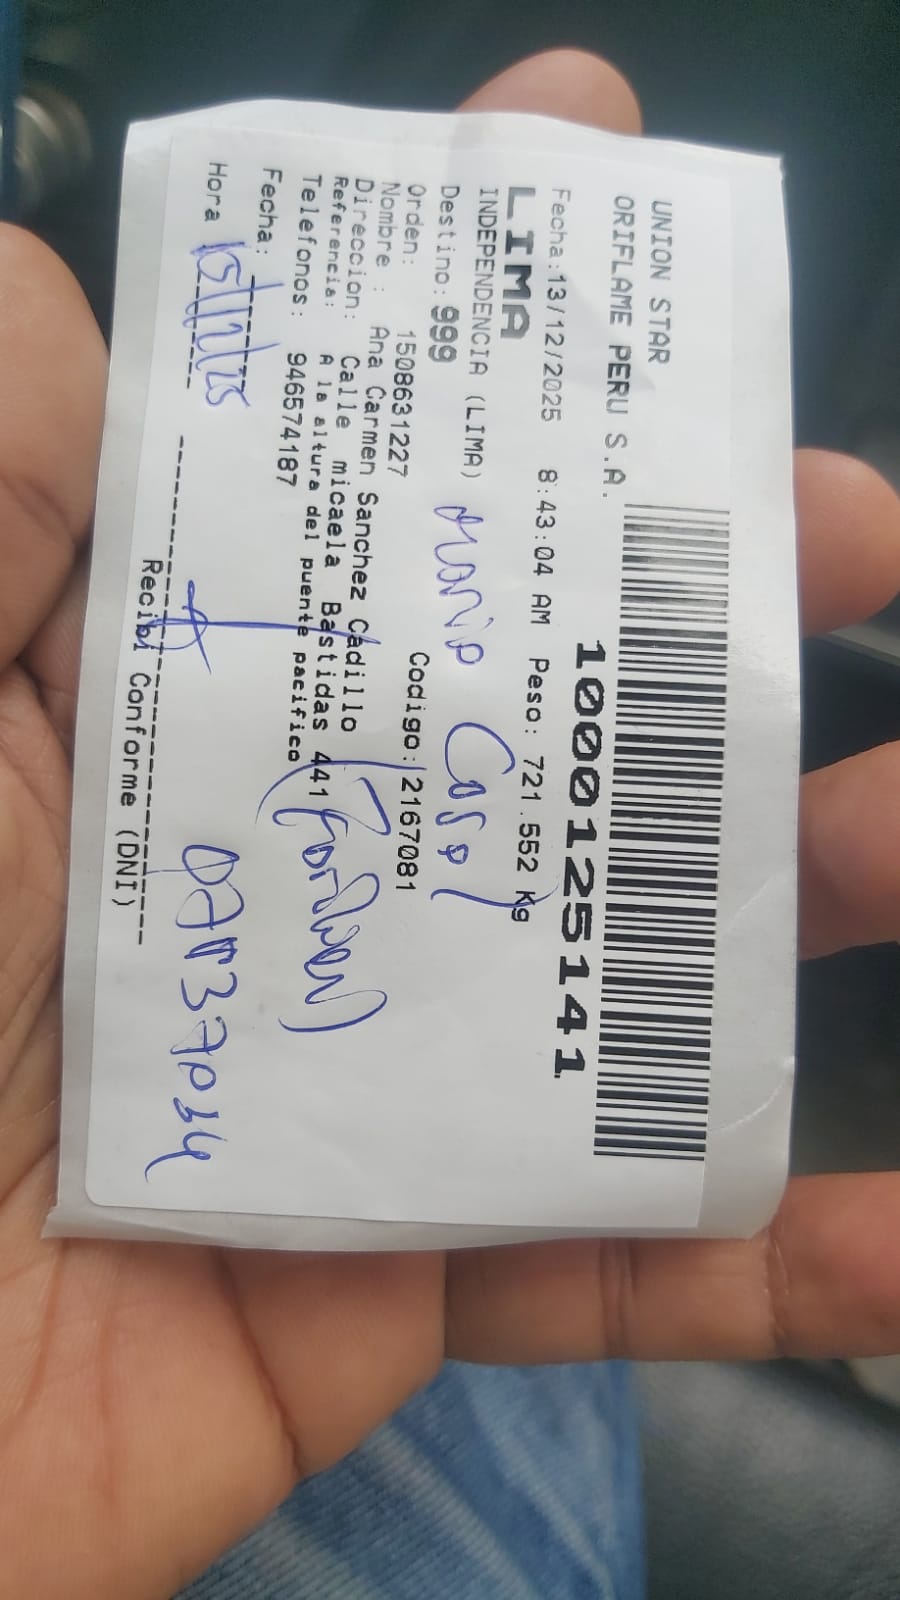 UNION STAR
ORIFLAME PERU S.A.
1000125141
Fecha:13/12/2025 8:43:04 AM Peso: 721.552 Kg
LIMA
INDEPENDENCIA (LIMA)
Destino: 999
Orden: 1508631227 Codigo: 2167081
Nombre : Ana Carmen Sanchez Cadillo
Direccion: Calle micaela Bastidas 441
Referencia: A la altura del puente pacifico
Telefonos: 946574187
Fecha:
Hora
Recibi Conforme (DNI)